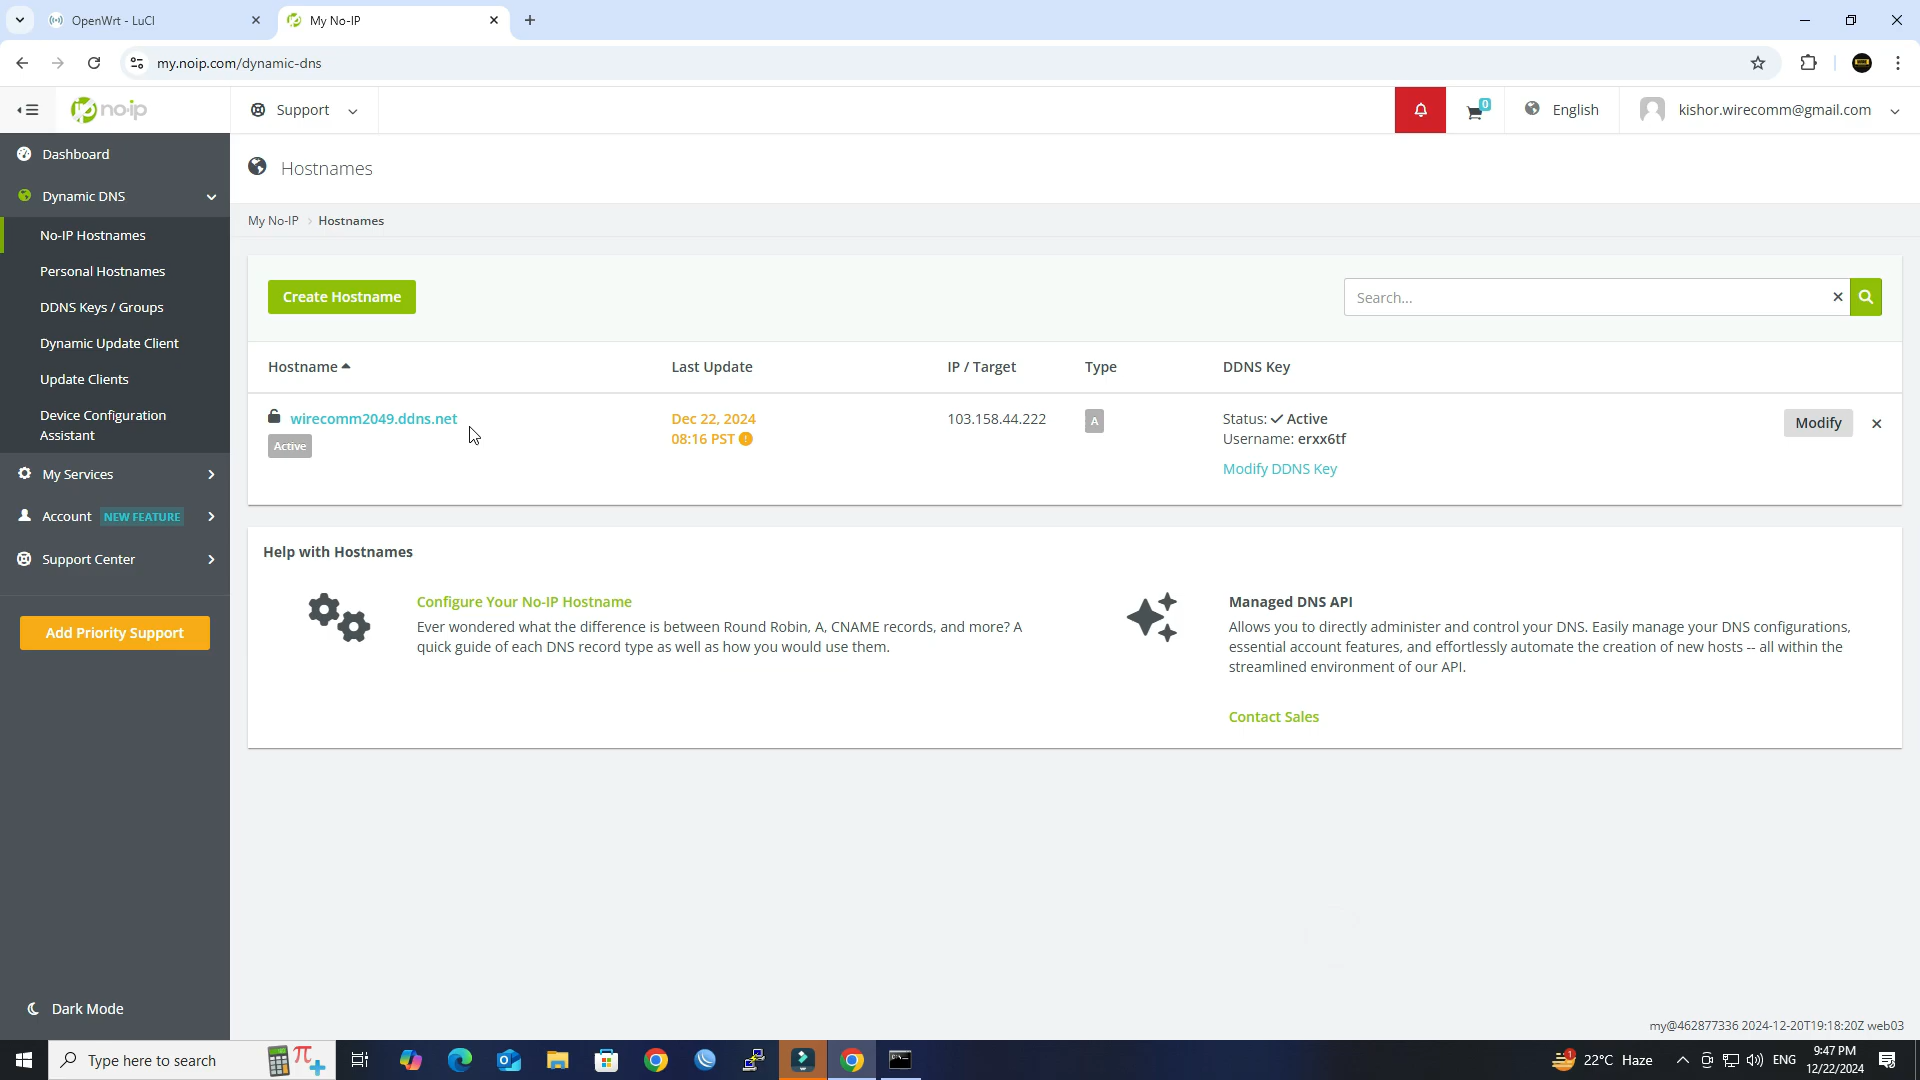 OpenWrt - LuCI
My No-IP
my.noip.com/dynamic-dns
no-ip
Support
0
English
kishor.wirecomm@gmail.com
Dashboard
Dynamic DNS
No-IP Hostnames
Personal Hostnames
DDNS Keys / Groups
Dynamic Update Client
Update Clients
Device Configuration
Assistant
My Services
Account NEW FEATURE
Support Center
Add Priority Support
Dark Mode
Hostnames
My No-IP Hostnames
Create Hostname
Search...
Hostname Last Update IP / Target Type DDNS Key
wirecomm2049.ddns.net
Active
Dec 22, 2024
08:16 PST
103.158.44.222
A
Status: Active
Username: erxx6tf
Modify DDNS Key
Modify
Help with Hostnames
Configure Your No-IP Hostname
Ever wondered what the difference is between Round Robin, A, CNAME records, and more? A
quick guide of each DNS record type as well as how you would use them.
Managed DNS API
Allows you to directly administer and control your DNS. Easily manage your DNS configurations,
essential account features, and effortlessly automate the creation of new hosts -- all within the
streamlined environment of our API.
Contact Sales
my@462877336 2024-12-20T19:18:20Z web03
Type here to search
1
22°C Haze
ENG
9:47 PM
12/22/2024